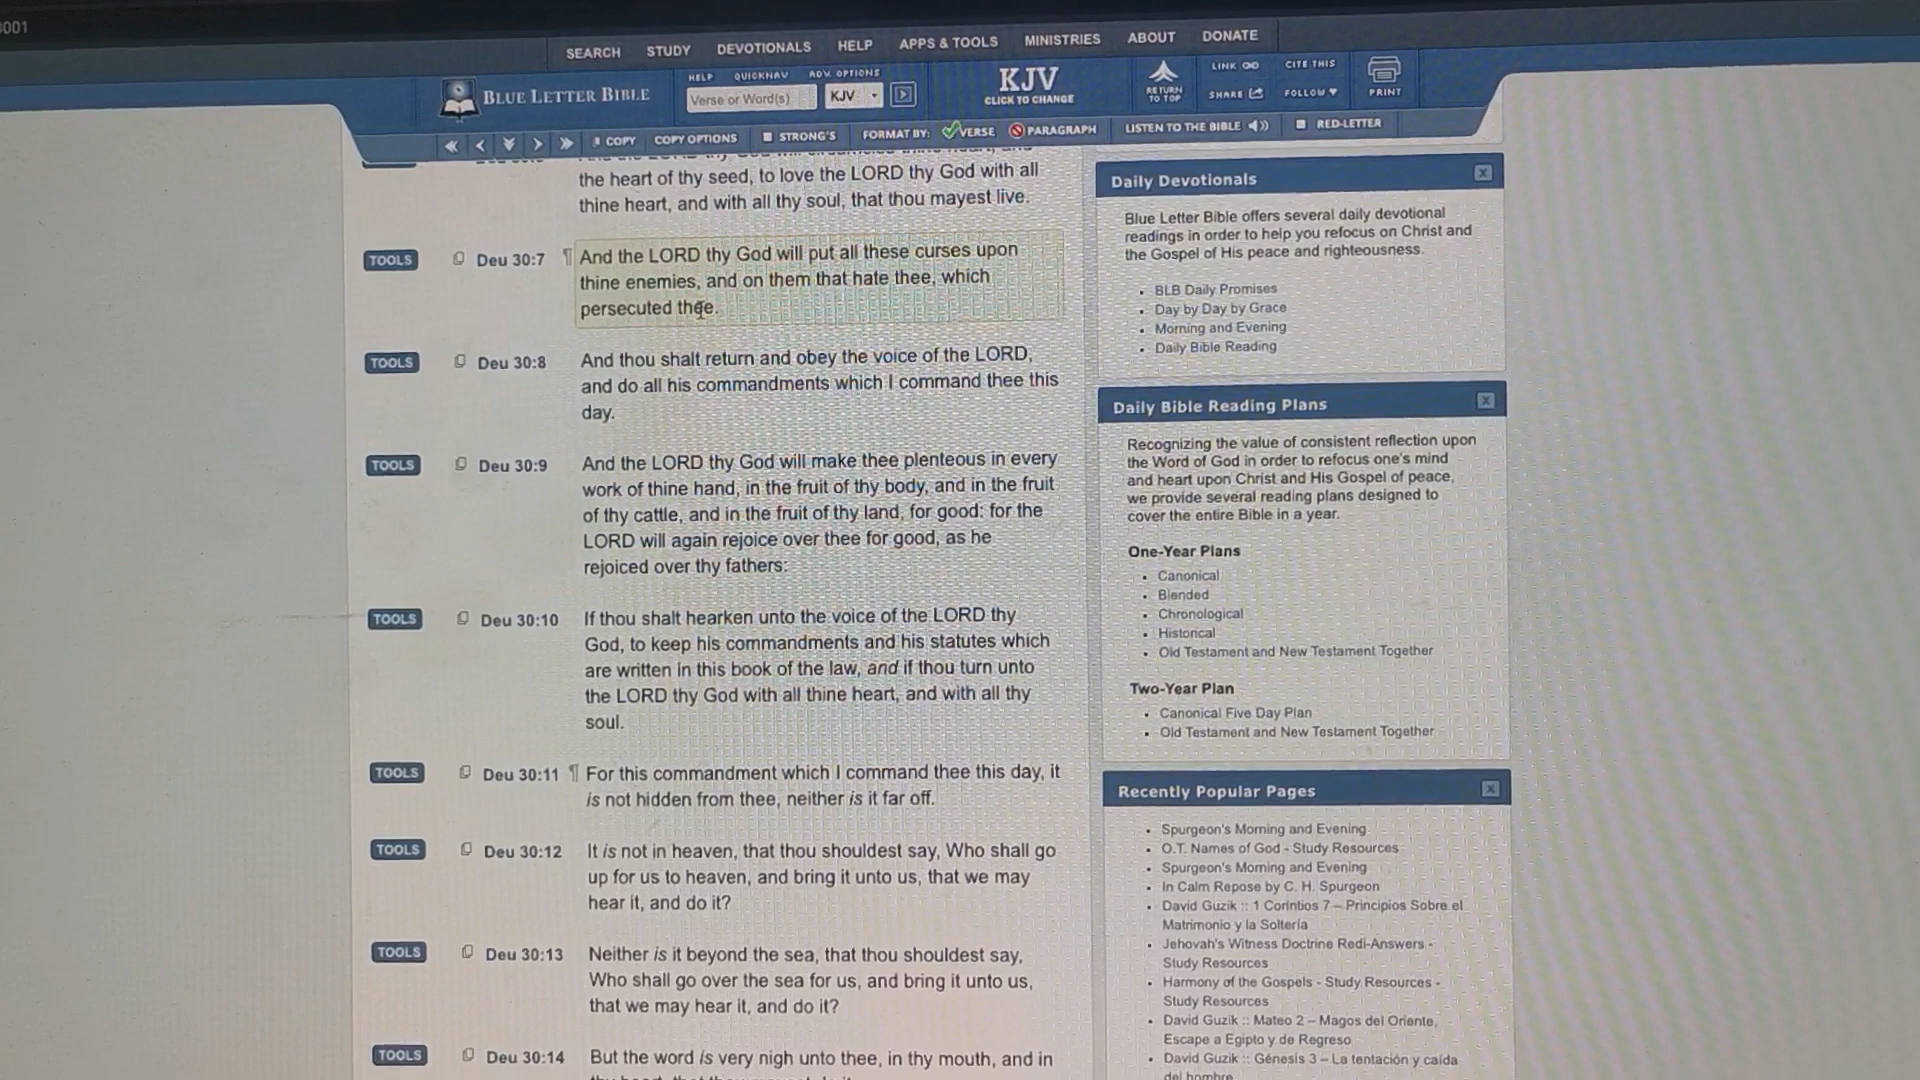 0001
SEARCH STUDY DEVOTIONALS HELP APPS & TOOLS MINISTRIES ABOUT DONATE
BLUE LETTER BIBLE
HELP QUICKNAV ADV. OPTIONS
Verse or Word(s) KJV
KJV
CLICK TO CHANGE
RETURN
TO TOP
LINK CITE THIS
SHARE FOLLOW
PRINT
COPY COPY OPTIONS STRONG'S FORMAT BY: VERSE PARAGRAPH LISTEN TO THE BIBLE RED-LETTER
the heart of thy seed, to love the LORD thy God with all
thine heart, and with all thy soul, that thou mayest live.
TOOLS Deu 30:7 ¶ And the LORD thy God will put all these curses upon
thine enemies, and on them that hate thee, which
persecuted thee.
TOOLS Deu 30:8 And thou shalt return and obey the voice of the LORD,
and do all his commandments which I command thee this
day.
TOOLS Deu 30:9 And the LORD thy God will make thee plenteous in every
work of thine hand, in the fruit of thy body, and in the fruit
of thy cattle, and in the fruit of thy land, for good: for the
LORD will again rejoice over thee for good, as he
rejoiced over thy fathers:
TOOLS Deu 30:10 If thou shalt hearken unto the voice of the LORD thy
God, to keep his commandments and his statutes which
are written in this book of the law, and if thou turn unto
the LORD thy God with all thine heart, and with all thy
soul.
TOOLS Deu 30:11 ¶ For this commandment which I command thee this day, it
is not hidden from thee, neither is it far off.
TOOLS Deu 30:12 It is not in heaven, that thou shouldest say, Who shall go
up for us to heaven, and bring it unto us, that we may
hear it, and do it?
TOOLS Deu 30:13 Neither is it beyond the sea, that thou shouldest say,
Who shall go over the sea for us, and bring it unto us,
that we may hear it, and do it?
TOOLS Deu 30:14 But the word is very nigh unto thee, in thy mouth, and in
Daily Devotionals
Blue Letter Bible offers several daily devotional
readings in order to help you refocus on Christ and
the Gospel of His peace and righteousness.
BLB Daily Promises
Day by Day by Grace
Morning and Evening
Daily Bible Reading
Daily Bible Reading Plans
Recognizing the value of consistent reflection upon
the Word of God in order to refocus one's mind
and heart upon Christ and His Gospel of peace,
we provide several reading plans designed to
cover the entire Bible in a year.
One-Year Plans
Canonical
Blended
Chronological
Historical
Old Testament and New Testament Together
Two-Year Plan
Canonical Five Day Plan
Old Testament and New Testament Together
Recently Popular Pages
Spurgeon's Morning and Evening
O.T. Names of God - Study Resources
Spurgeon's Morning and Evening
In Calm Repose by C. H. Spurgeon
David Guzik :: 1 Corintios 7 – Principios Sobre el
Matrimonio y la Soltería
Jehovah's Witness Doctrine Redi-Answers -
Study Resources
Harmony of the Gospels - Study Resources -
Study Resources
David Guzik :: Mateo 2 – Magos del Oriente,
Escape a Egipto y de Regreso
David Guzik :: Génesis 3 – La tentación y caída
del hombre